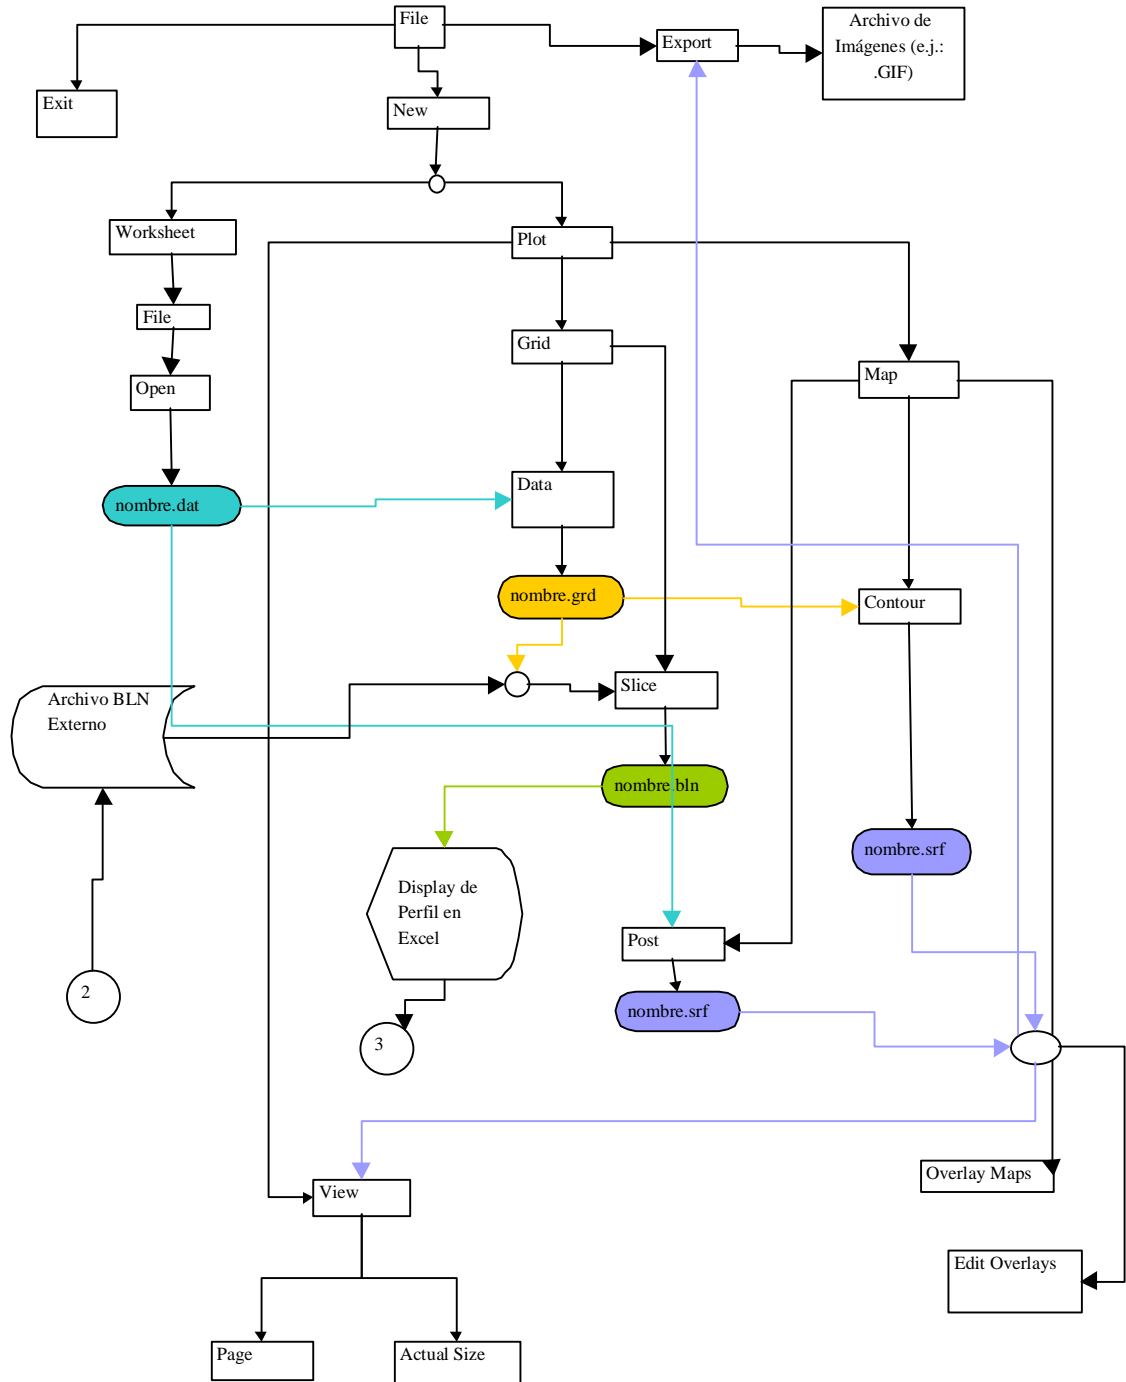 File
Export
Archivo de
Imágenes (e.j.:
.GIF)
Exit
New
Worksheet
Plot
File
Grid
Open
Map
nombre.dat
Data
nombre.grd
Contour
Archivo BLN
Externo
Slice
nombre.bln
nombre.srf
Display de
Perfil en
Excel
Post
2
nombre.srf
3
Overlay Maps
View
Edit Overlays
Page
Actual Size